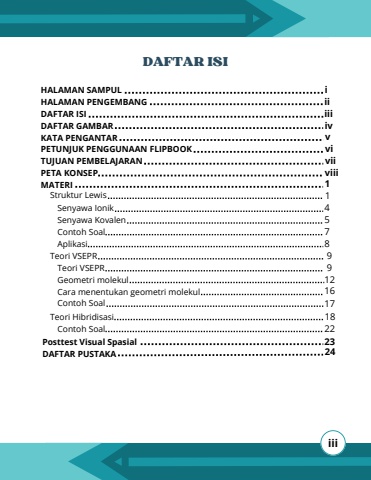 DAFTAR ISI
HALAMAN SAMPUL ........ i
HALAMAN PENGEMBANG ........ ii
DAFTAR ISI ........ iii
DAFTAR GAMBAR ........ iv
KATA PENGANTAR ........ v
PETUNJUK PENGGUNAAN FLIPBOOK ........ vi
TUJUAN PEMBELAJARAN ........ vii
PETA KONSEP ........ viii
MATERI ........ 1
Struktur Lewis ........ 1
Senyawa Ionik ........ 4
Senyawa Kovalen ........ 5
Contoh Soal ........ 7
Aplikasi ........ 8
Teori VSEPR ........ 9
Teori VSEPR ........ 9
Geometri molekul ........ 12
Cara menentukan geometri molekul ........ 16
Contoh Soal ........ 17
Teori Hibridisasi ........ 18
Contoh Soal ........ 22
Posttest Visual Spasial ........ 23
DAFTAR PUSTAKA ........ 24
iii